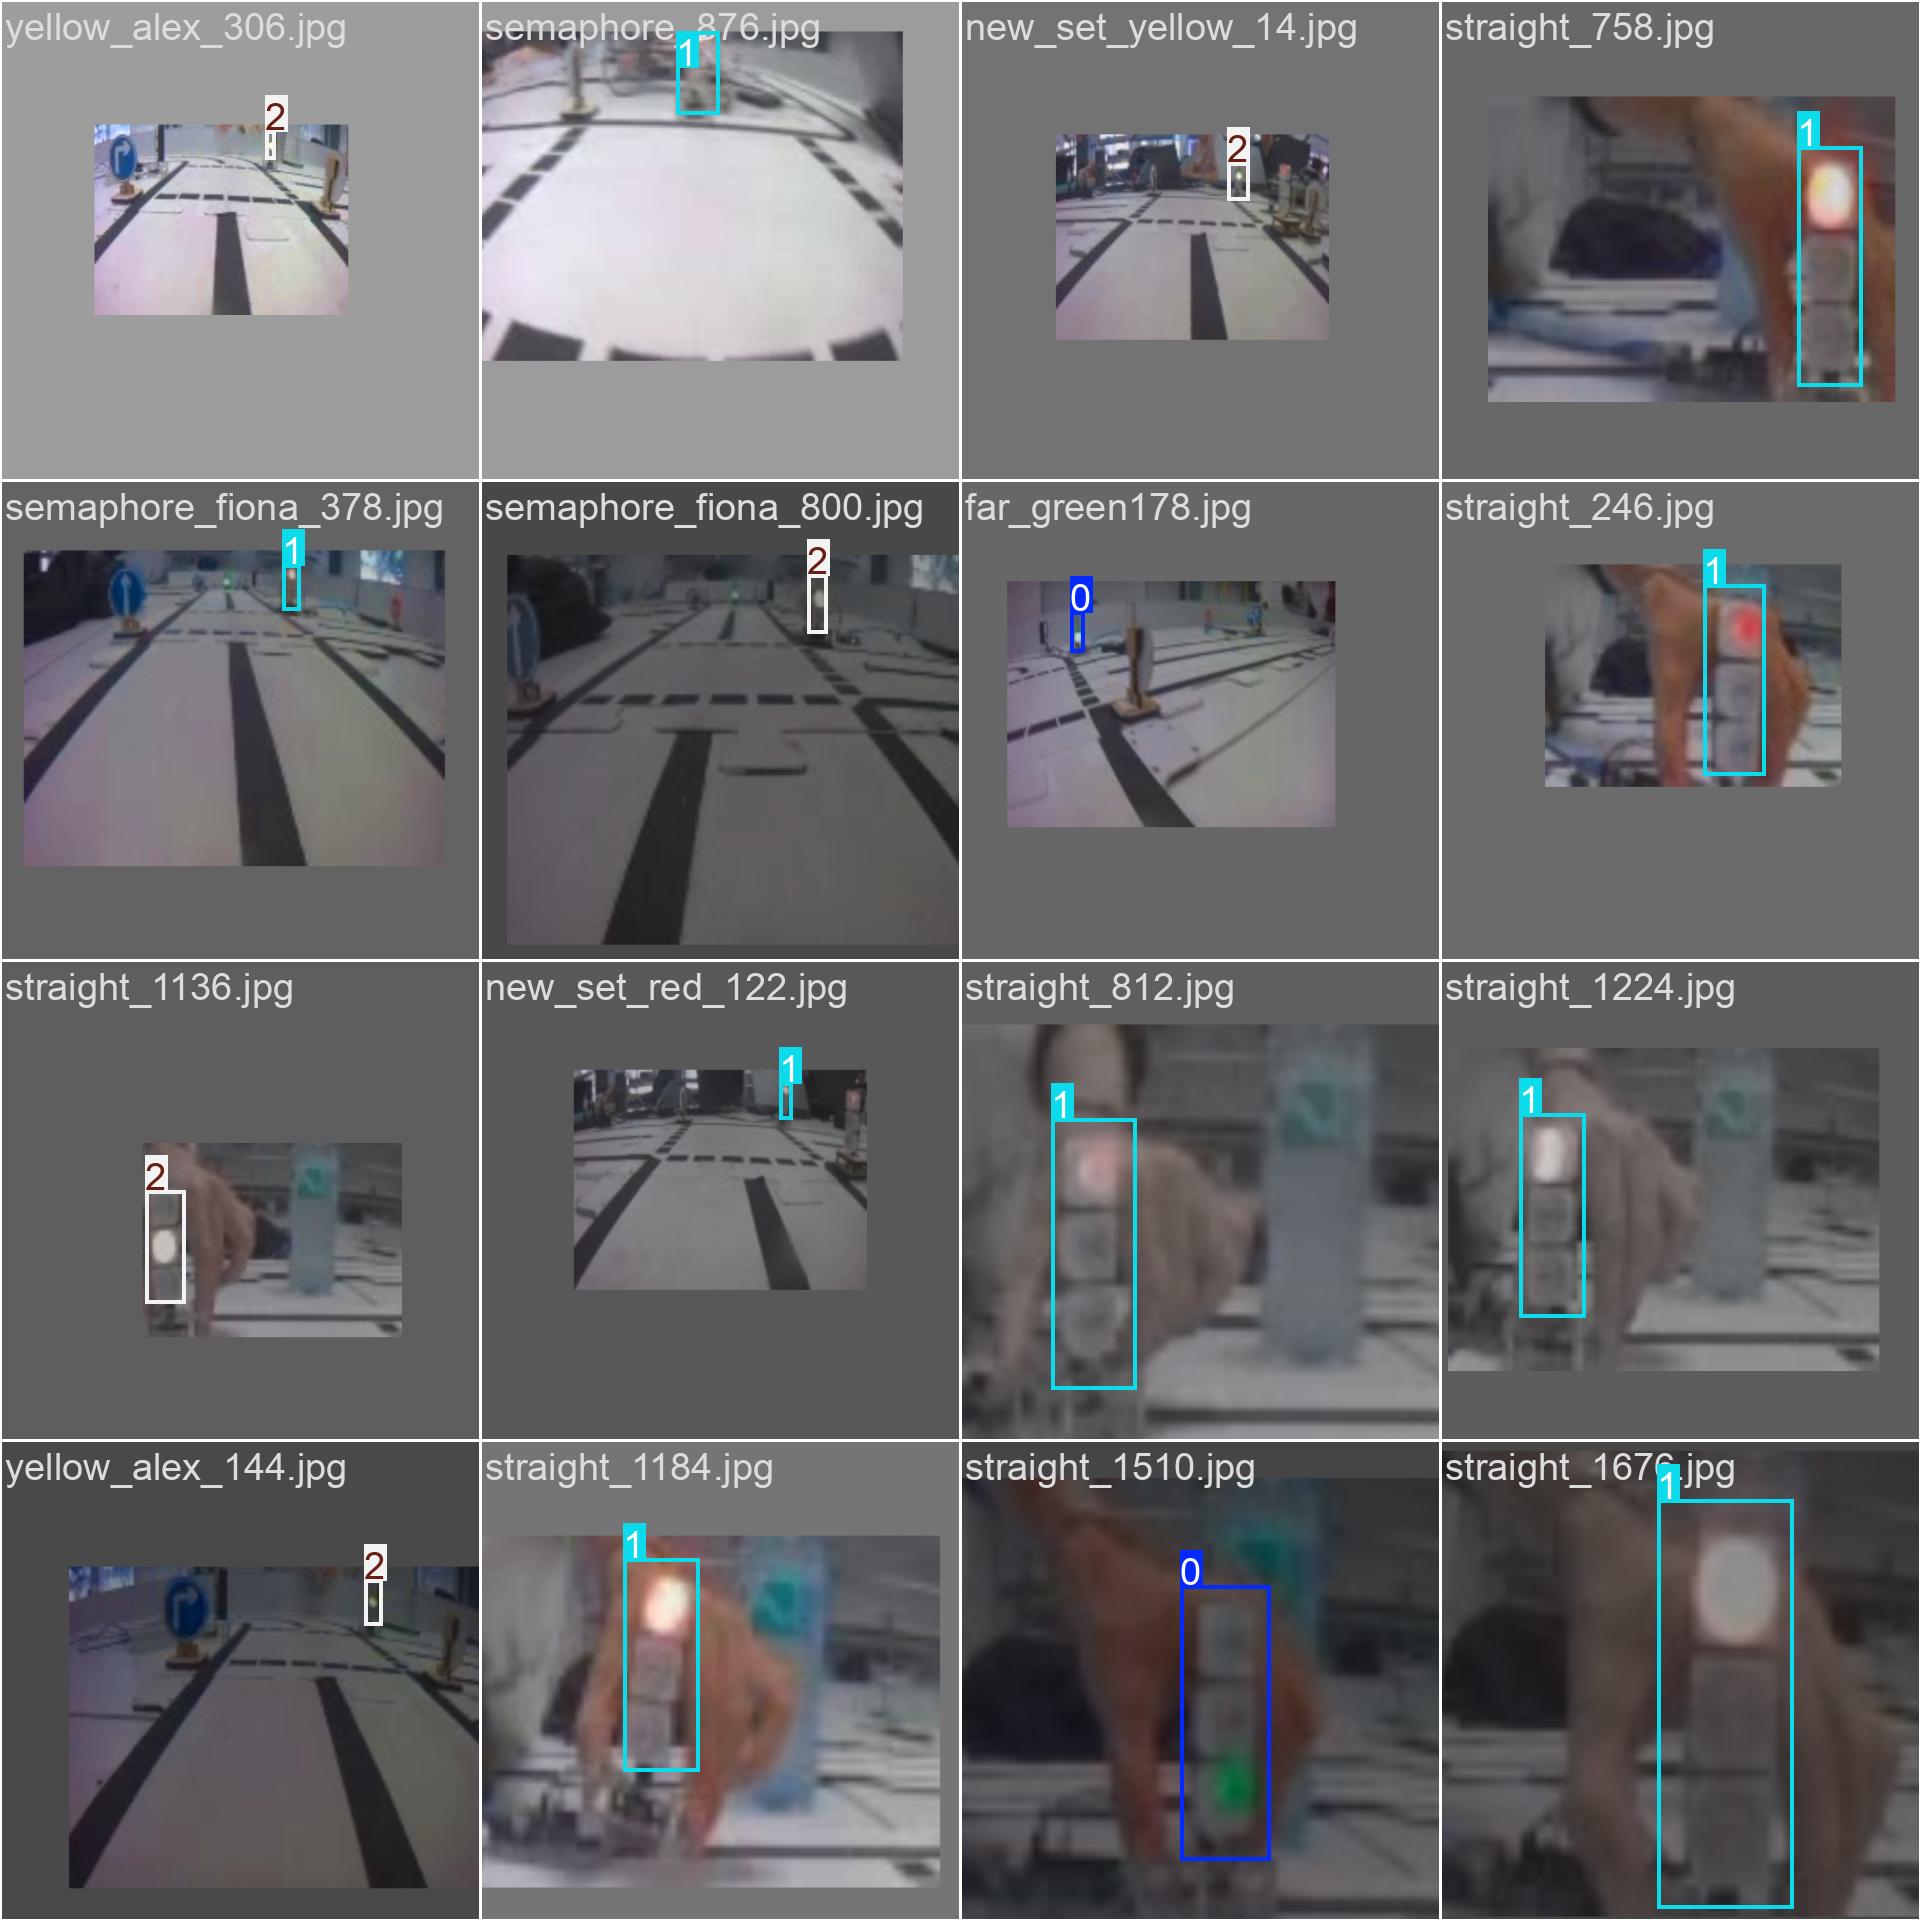 yellow_alex_306.jpg
2
semaphore_876.jpg
1
new_set_yellow_14.jpg
2
straight_758.jpg
1
semaphore_fiona_378.jpg
1
semaphore_fiona_800.jpg
2
far_green178.jpg
0
straight_246.jpg
1
straight_1136.jpg
2
new_set_red_122.jpg
1
straight_812.jpg
1
straight_1224.jpg
1
yellow_alex_144.jpg
2
straight_1184.jpg
1
straight_1510.jpg
0
straight_1676.jpg
1